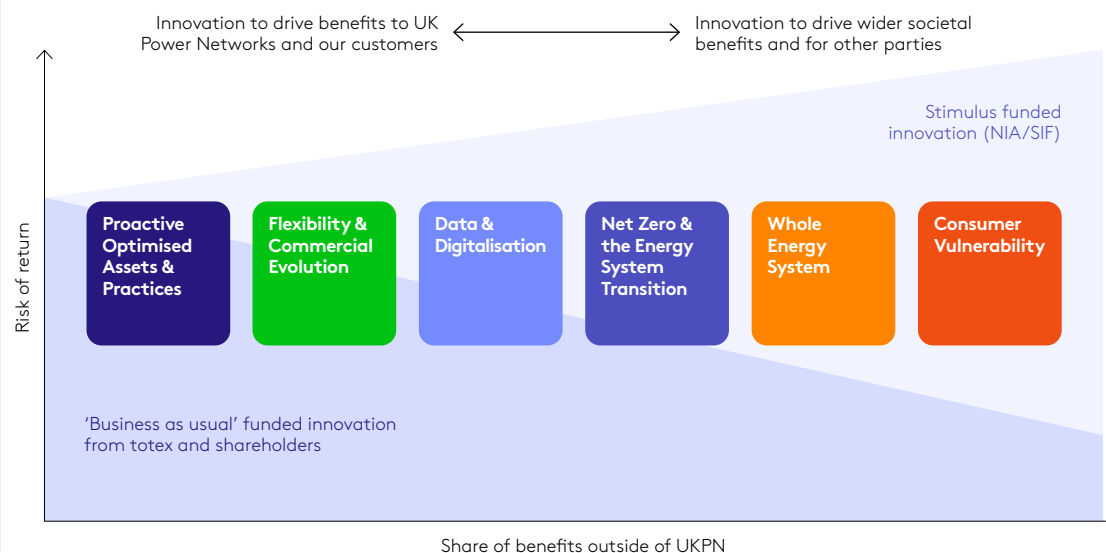 Innovation to drive benefits to UK
Power Networks and our customers
Innovation to drive wider societal
benefits and for other parties
Stimulus funded
innovation (NIA/SIF)
Risk of return
Proactive
Optimised
Assets &
Practices
Flexibility &
Commercial
Evolution
Data &
Digitalisation
Net Zero &
the Energy
System
Transition
Whole
Energy
System
Consumer
Vulnerability
‘Business as usual’ funded innovation
from totex and shareholders
Share of benefits outside of UKPN